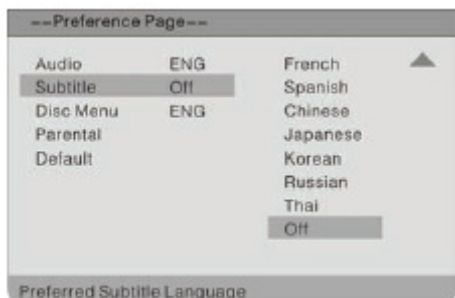 --Preference Page--
Audio ENG
Subtitle Off
Disc Menu ENG
Parental
Default
French
Spanish
Chinese
Japanese
Korean
Russian
Thai
Off
Preferred Subtitle Language